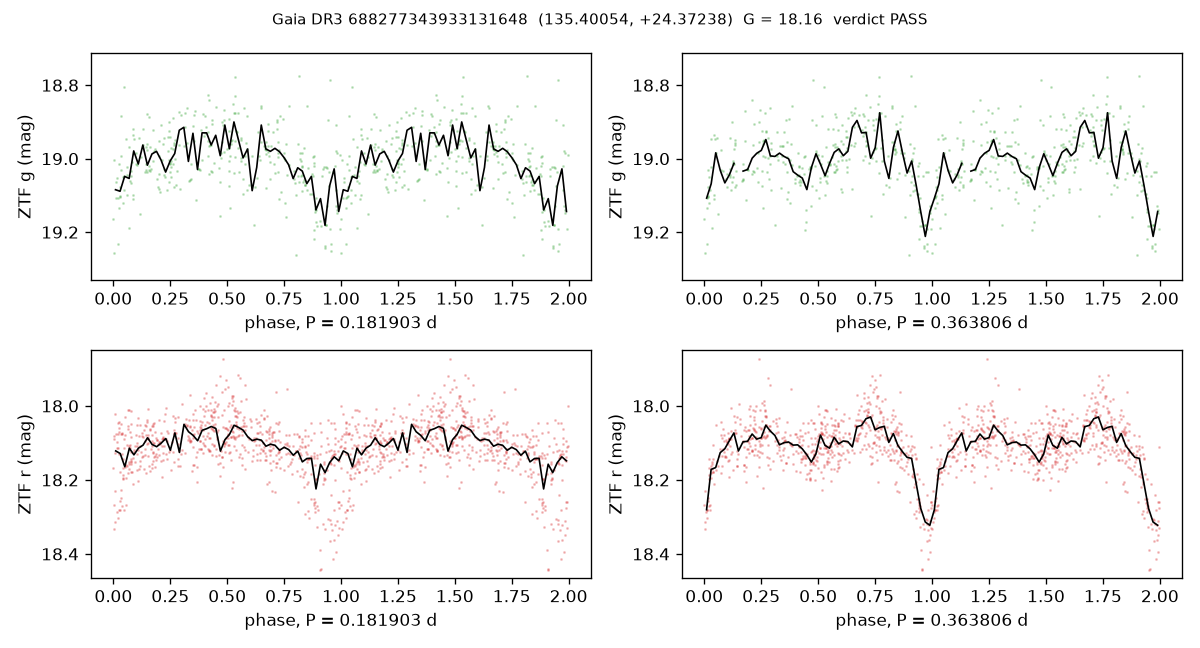 Gaia DR3 688277343933131648 (135.40054, +24.37238) G = 18.16 verdict PASS
ZTF g (mag)
18.8
19.0
19.2
0.00 0.25 0.50 0.75 1.00 1.25 1.50 1.75 2.00
phase, P = 0.181903 d
ZTF g (mag)
18.8
19.0
19.2
0.00 0.25 0.50 0.75 1.00 1.25 1.50 1.75 2.00
phase, P = 0.363806 d
ZTF r (mag)
18.0
18.2
18.4
0.00 0.25 0.50 0.75 1.00 1.25 1.50 1.75 2.00
phase, P = 0.181903 d
ZTF r (mag)
18.0
18.2
18.4
0.00 0.25 0.50 0.75 1.00 1.25 1.50 1.75 2.00
phase, P = 0.363806 d